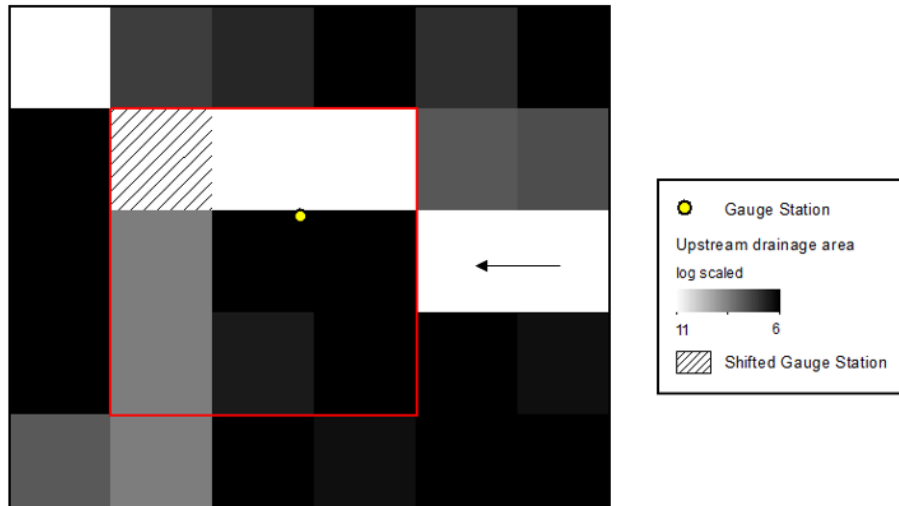 Gauge Station
Upstream drainage area
log scaled
11 6
Shifted Gauge Station